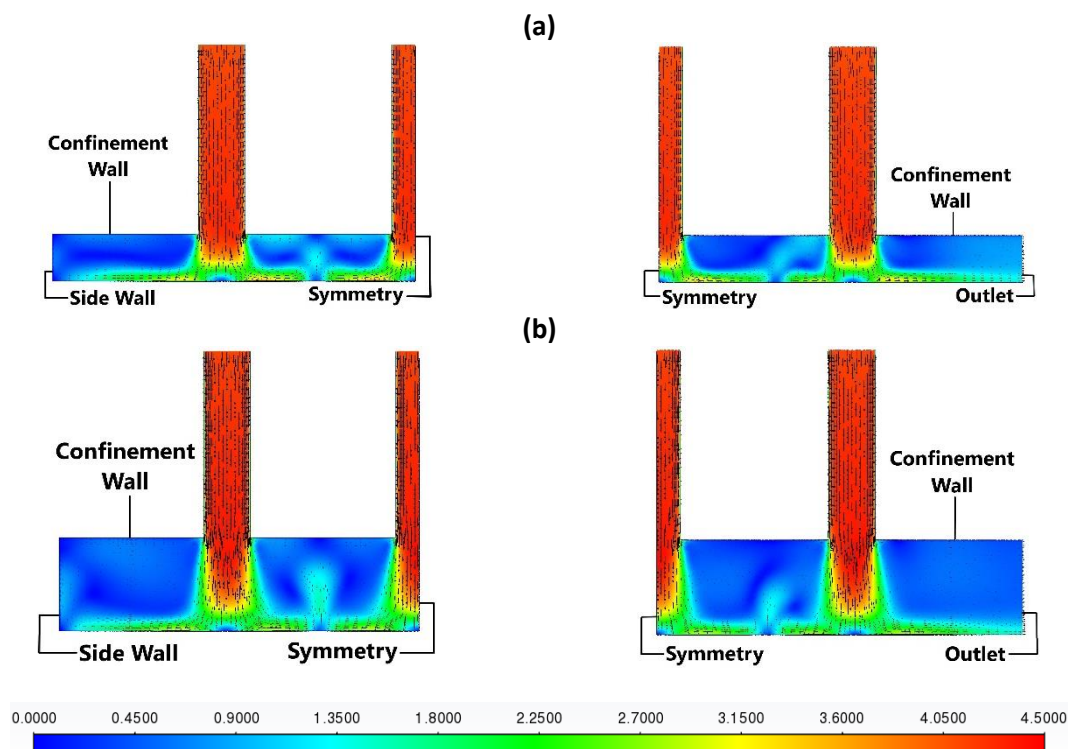 (a)
Confinement
Wall
Side Wall
Symmetry
Confinement
Wall
Symmetry
Outlet
(b)
Confinement
Wall
Side Wall
Symmetry
Confinement
Wall
Symmetry
Outlet
0.0000 0.4500 0.9000 1.3500 1.8000 2.2500 2.7000 3.1500 3.6000 4.0500 4.5000